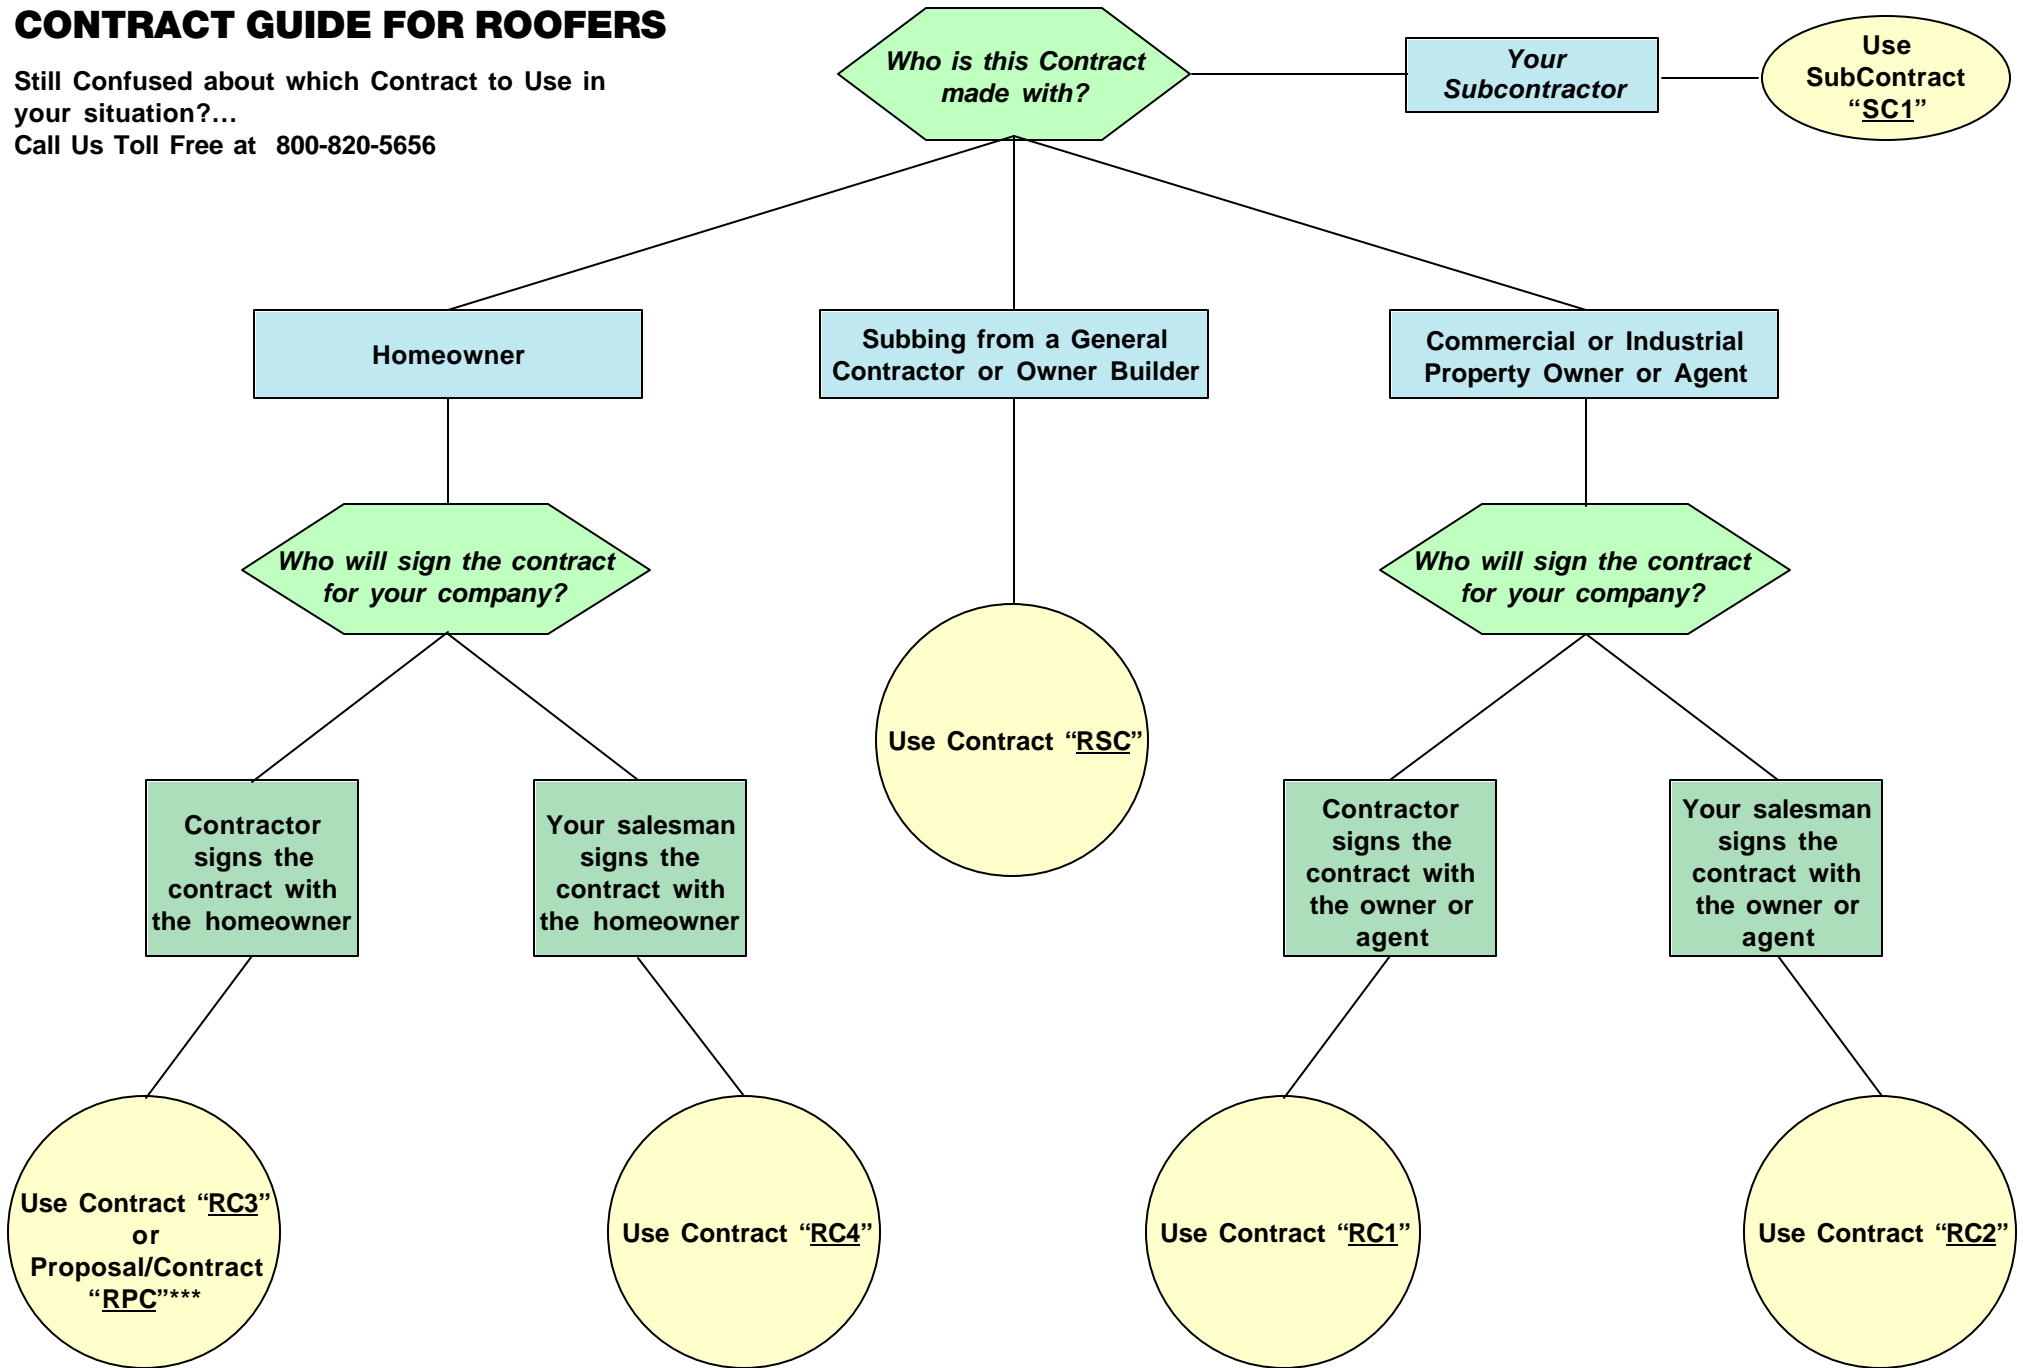 CONTRACT GUIDE FOR ROOFERS
Still Confused about which Contract to Use in
your situation?...
Call Us Toll Free at 800-820-5656
Who is this Contract
made with?
Your
Subcontractor
Use
SubContract
“SC1”
Homeowner
Subbing from a General
Contractor or Owner Builder
Commercial or Industrial
Property Owner or Agent
Who will sign the contract
for your company?
Who will sign the contract
for your company?
Use Contract “RSC”
Contractor
signs the
contract with
the homeowner
Your salesman
signs the
contract with
the homeowner
Contractor
signs the
contract with
the owner or
agent
Your salesman
signs the
contract with
the owner or
agent
Use Contract “RC3”
or
Proposal/Contract
“RPC”***
Use Contract “RC4”
Use Contract “RC1”
Use Contract “RC2”